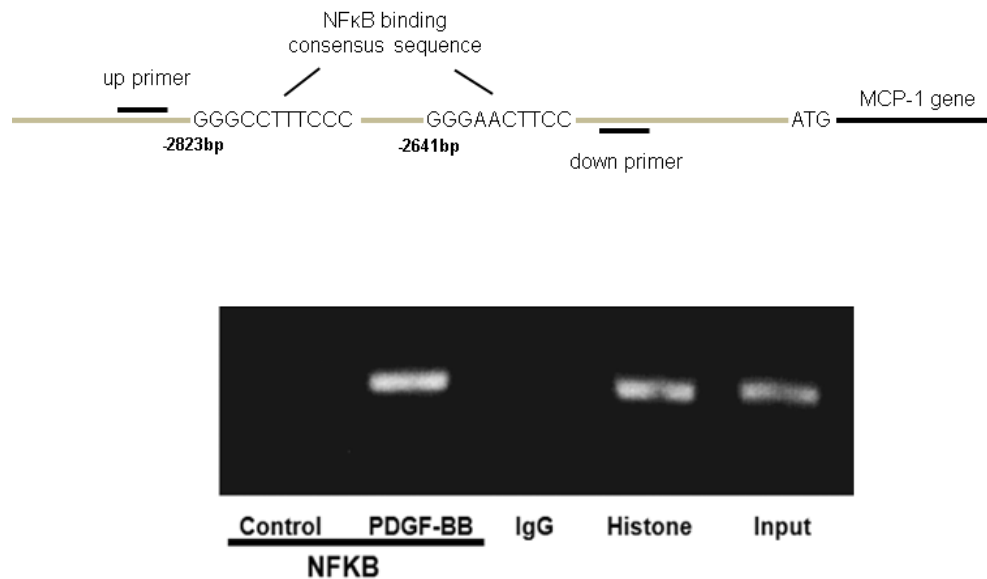 NFκB binding
consensus sequence
up primer
MCP-1 gene
GGGCCTTTCCC GGGAACTTCC ATG
-2823bp -2641bp
down primer
Control PDGF-BB IgG Histone Input
NFKB